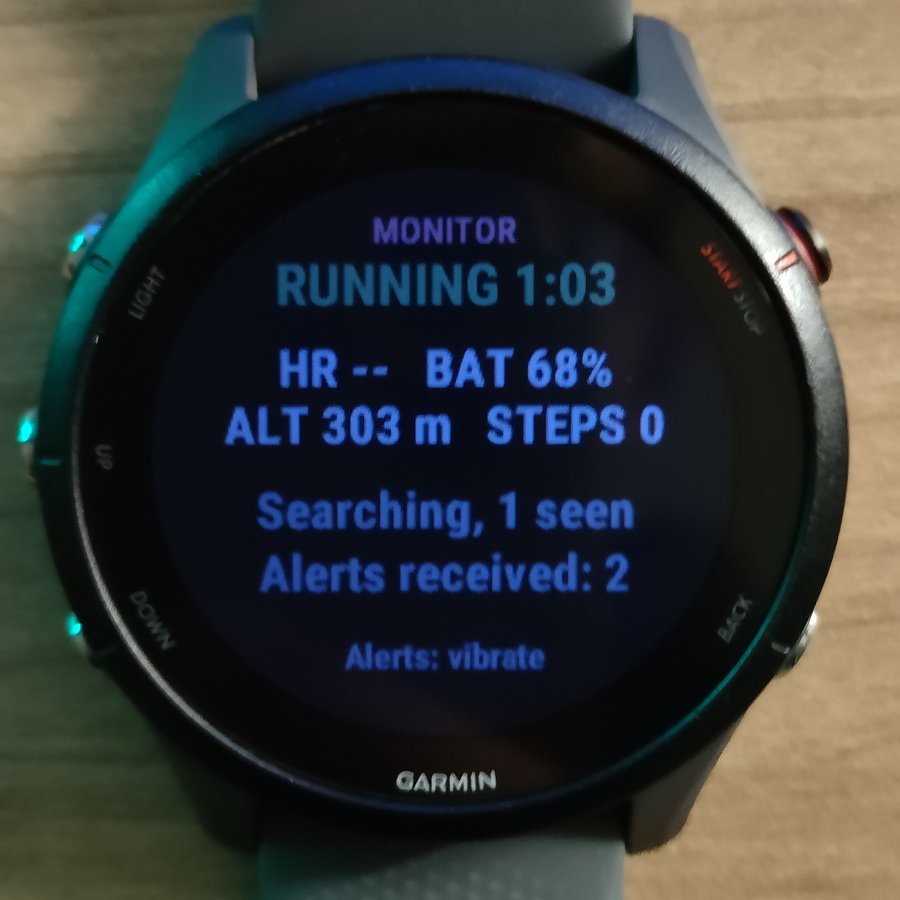 MONITOR
RUNNING 1:03
START STOP
LIGHT
HR -- BAT 68%
ALT 303 m STEPS 0
UP
Searching, 1 seen
Alerts received: 2
DOWN
BACK
Alerts: vibrate
GARMIN